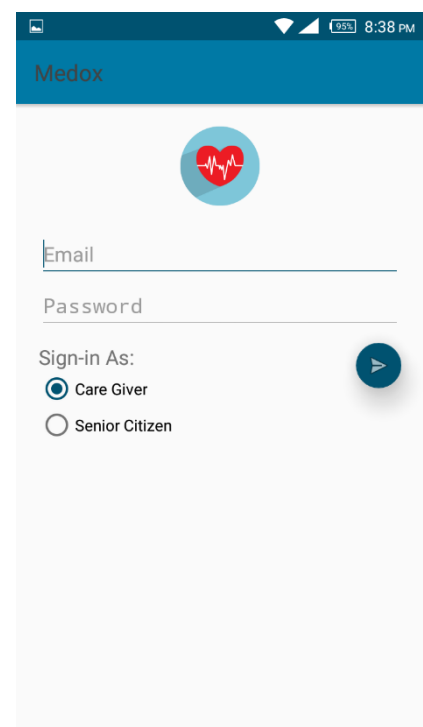 95% 8:38 PM
Medox
Email
Password
Sign-in As:
Care Giver
Senior Citizen